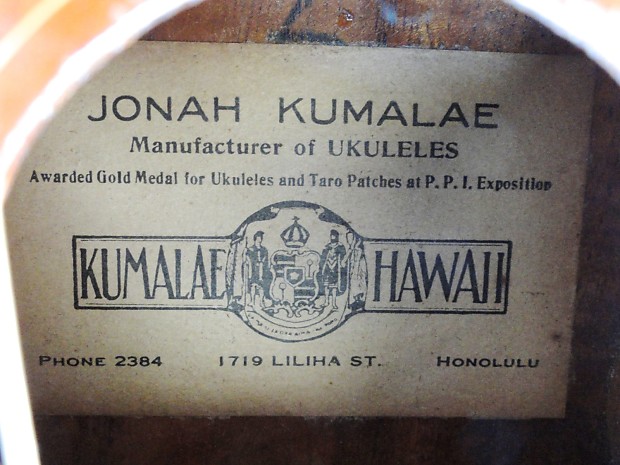 JONAH KUMALAE
Manufacturer of UKULELES
Awarded Gold Medal for Ukuleles and Taro Patches at P. P. I. Exposition
KUMALAE HAWAII
PHONE 2384 1719 LILIHA ST. HONOLULU